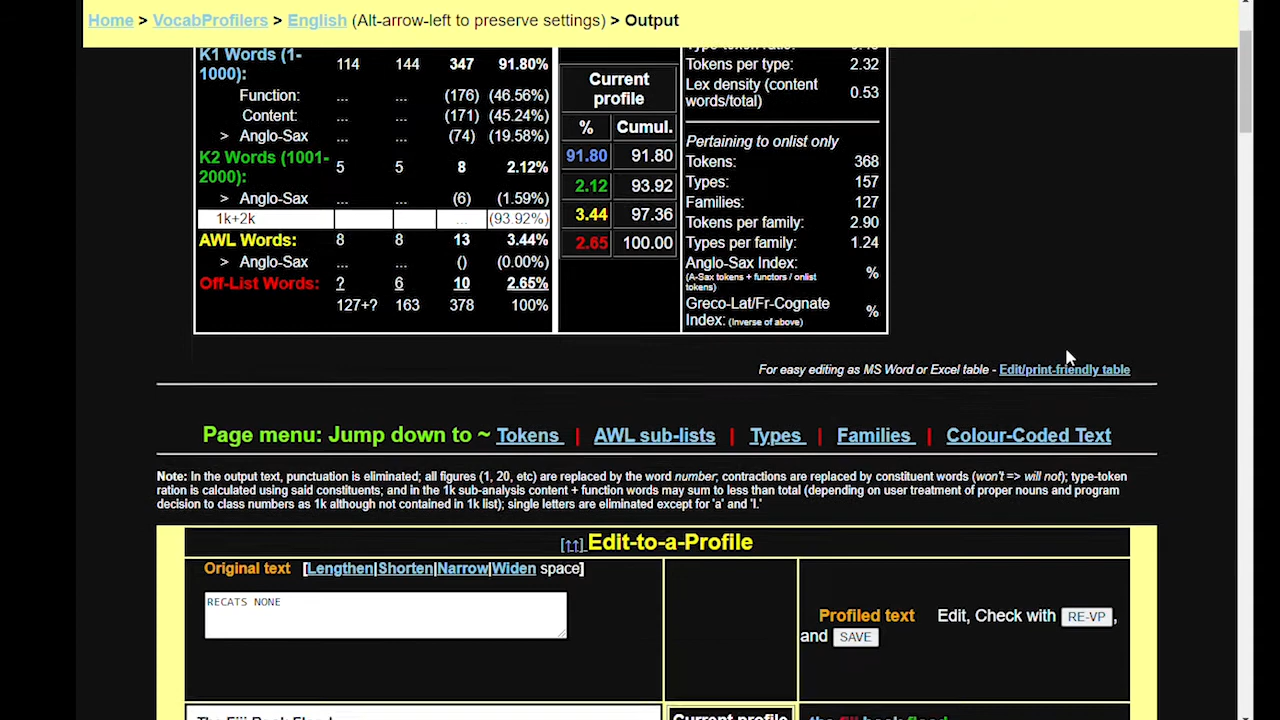 Home > VocabProfilers > English (Alt-arrow-left to preserve settings) > Output
K1 Words (1-1000): 114 144 347 91.80%
Function: ... ... (176) (46.56%)
Content: ... ... (171) (45.24%)
> Anglo-Sax ... ... (74) (19.58%)
K2 Words (1001-2000): 5 5 8 2.12%
> Anglo-Sax ... ... (6) (1.59%)
1k+2k ... (93.92%)
AWL Words: 8 8 13 3.44%
> Anglo-Sax ... ... () (0.00%)
Off-List Words: ? 6 10 2.65%
127+? 163 378 100%
Current profile
% Cumul.
91.80 91.80
2.12 93.92
3.44 97.36
2.65 100.00
Tokens per type: 2.32
Lex density (content words/total) 0.53
Pertaining to onlist only
Tokens: 368
Types: 157
Families: 127
Tokens per family: 2.90
Types per family: 1.24
Anglo-Sax Index: %
(A-Sax tokens + functors / onlist tokens)
Greco-Lat/Fr-Cognate Index: (Inverse of above) %
For easy editing as MS Word or Excel table - Edit/print-friendly table
Page menu: Jump down to ~ Tokens | AWL sub-lists | Types | Families | Colour-Coded Text
Note: In the output text, punctuation is eliminated; all figures (1, 20, etc) are replaced by the word number; contractions are replaced by constituent words (won't => will not); type-token
ration is calculated using said constituents; and in the 1k sub-analysis content + function words may sum to less than total (depending on user treatment of proper nouns and program
decision to class numbers as 1k although not contained in 1k list); single letters are eliminated except for 'a' and 'I.'
[↑↑] Edit-to-a-Profile
Original text [Lengthen|Shorten|Narrow|Widen space]
RECATS NONE
Profiled text Edit, Check with RE-VP ,
and SAVE
Current profile